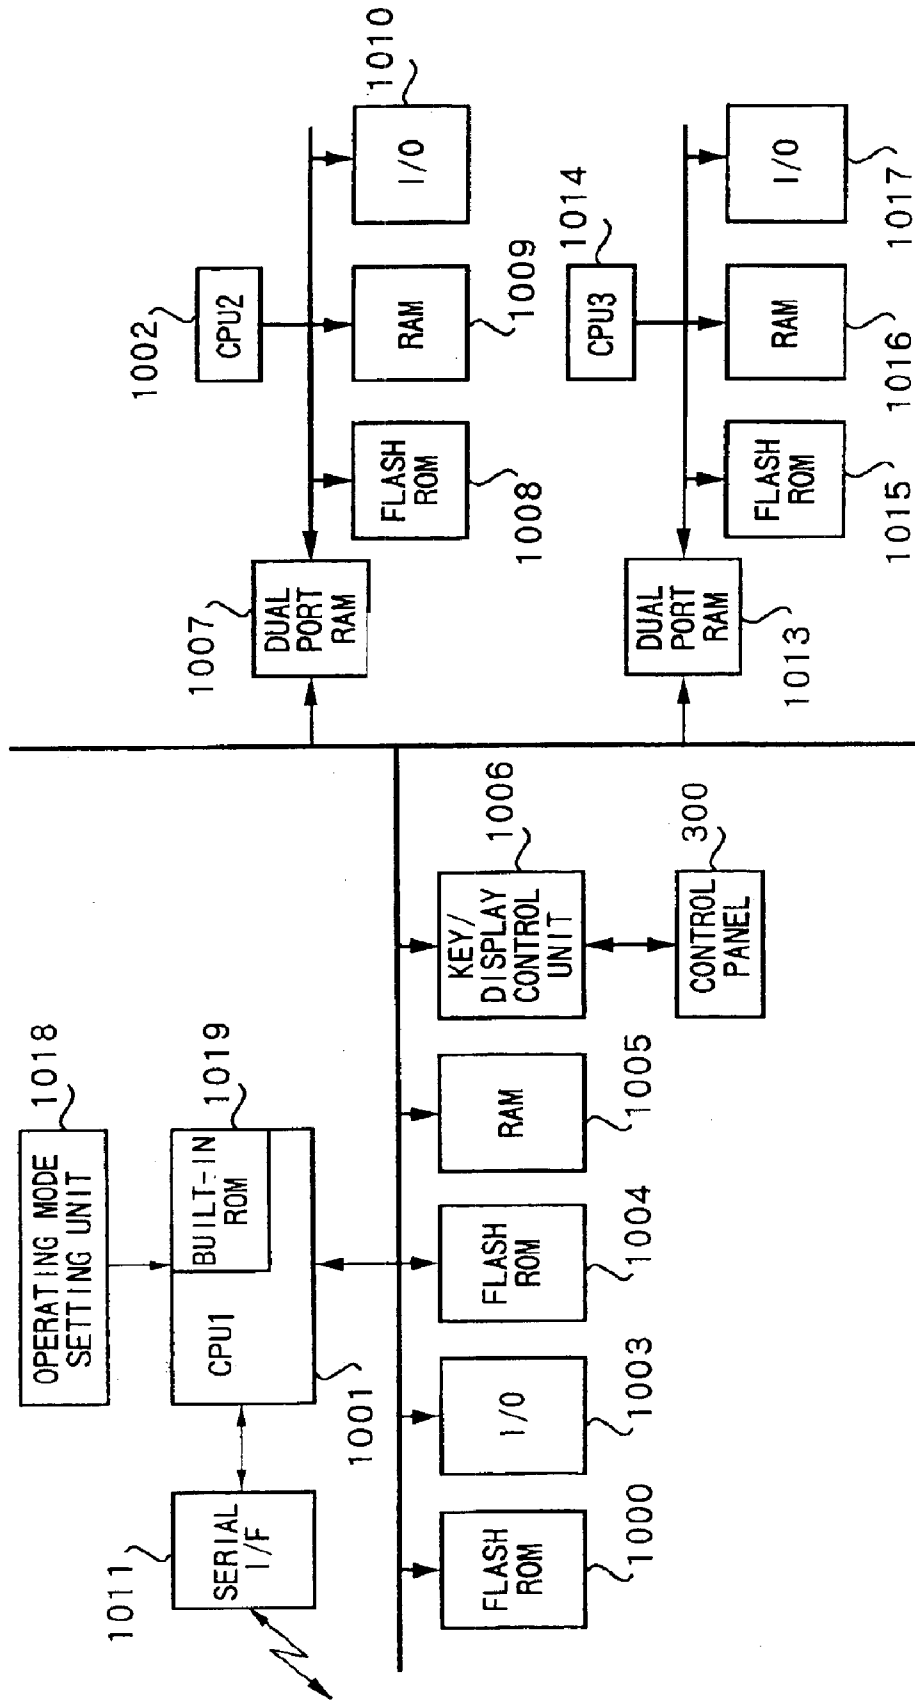 1018
OPERATING MODE
SETTING UNIT
1011
SERIAL
I/F
CPU1
BUILT-IN
ROM
1019
1001
FLASH
ROM
1000
I/O
1003
FLASH
ROM
1004
RAM
1005
KEY/
DISPLAY
CONTROL
UNIT
1006
CONTROL
PANEL
300
1002
CPU2
1007
DUAL
PORT
RAM
FLASH
ROM
1008
RAM
1009
I/O
1010
CPU3
1014
DUAL
PORT
RAM
1013
FLASH
ROM
1015
RAM
1016
I/O
1017